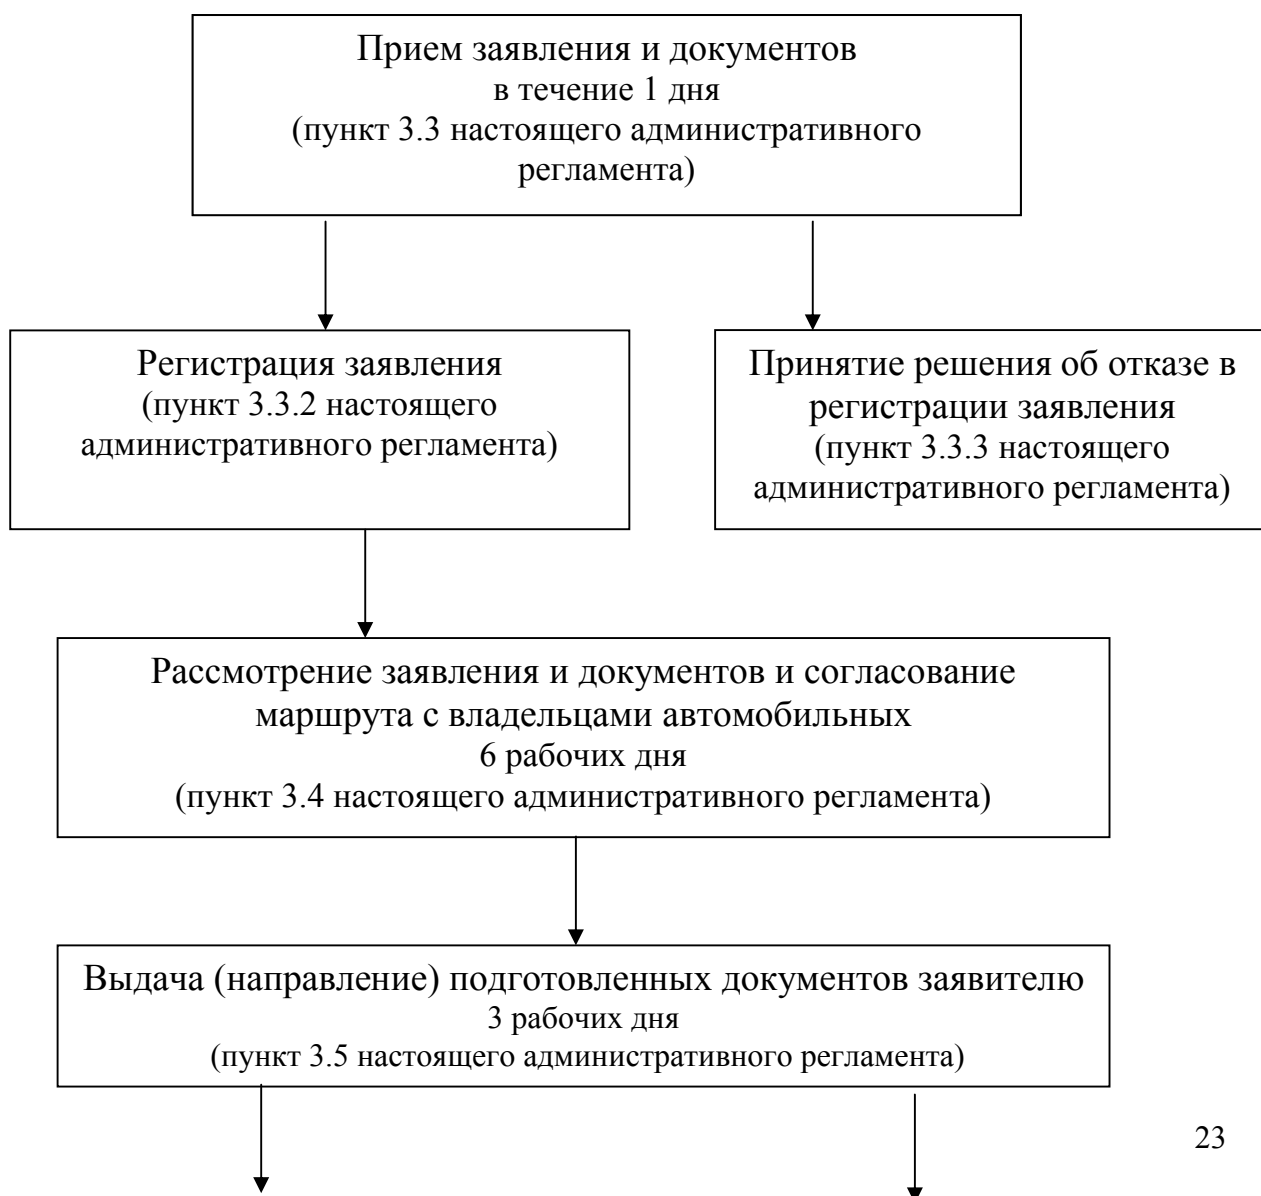 Прием заявления и документов
в течение 1 дня
(пункт 3.3 настоящего административного
регламента)
Регистрация заявления
(пункт 3.3.2 настоящего
административного регламента)
Принятие решения об отказе в
регистрации заявления
(пункт 3.3.3 настоящего
административного регламента)
Рассмотрение заявления и документов и согласование
маршрута с владельцами автомобильных
6 рабочих дня
(пункт 3.4 настоящего административного регламента)
Выдача (направление) подготовленных документов заявителю
3 рабочих дня
(пункт 3.5 настоящего административного регламента)
23